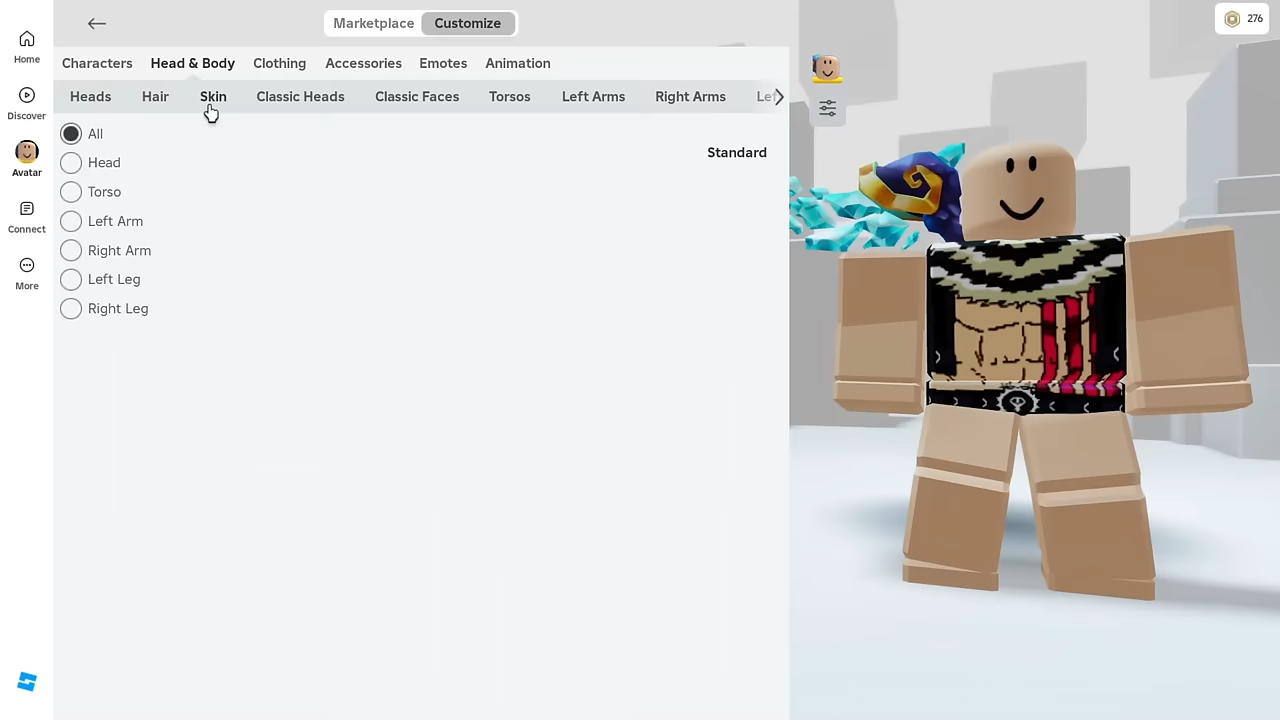 Marketplace Customize
276
Home
Discover
Avatar
Connect
More
Characters Head & Body Clothing Accessories Emotes Animation
Heads Hair Skin Classic Heads Classic Faces Torsos Left Arms Right Arms
All
Head
Torso
Left Arm
Right Arm
Left Leg
Right Leg
Standard